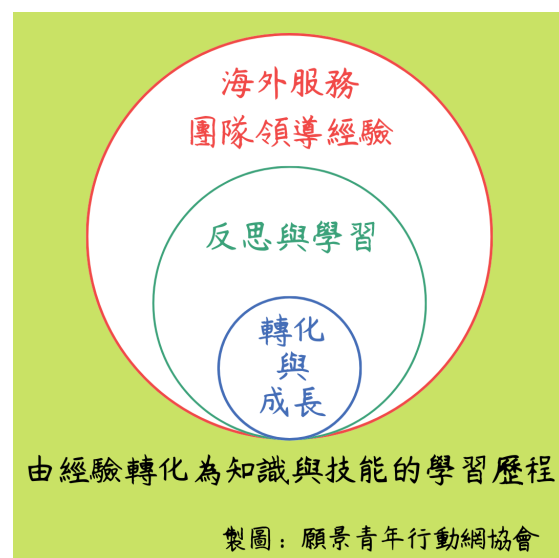 海外服務
團隊領導經驗
反思與學習
轉化
與
成長
由經驗轉化為知識與技能的學習歷程
製圖：願景青年行動網協會